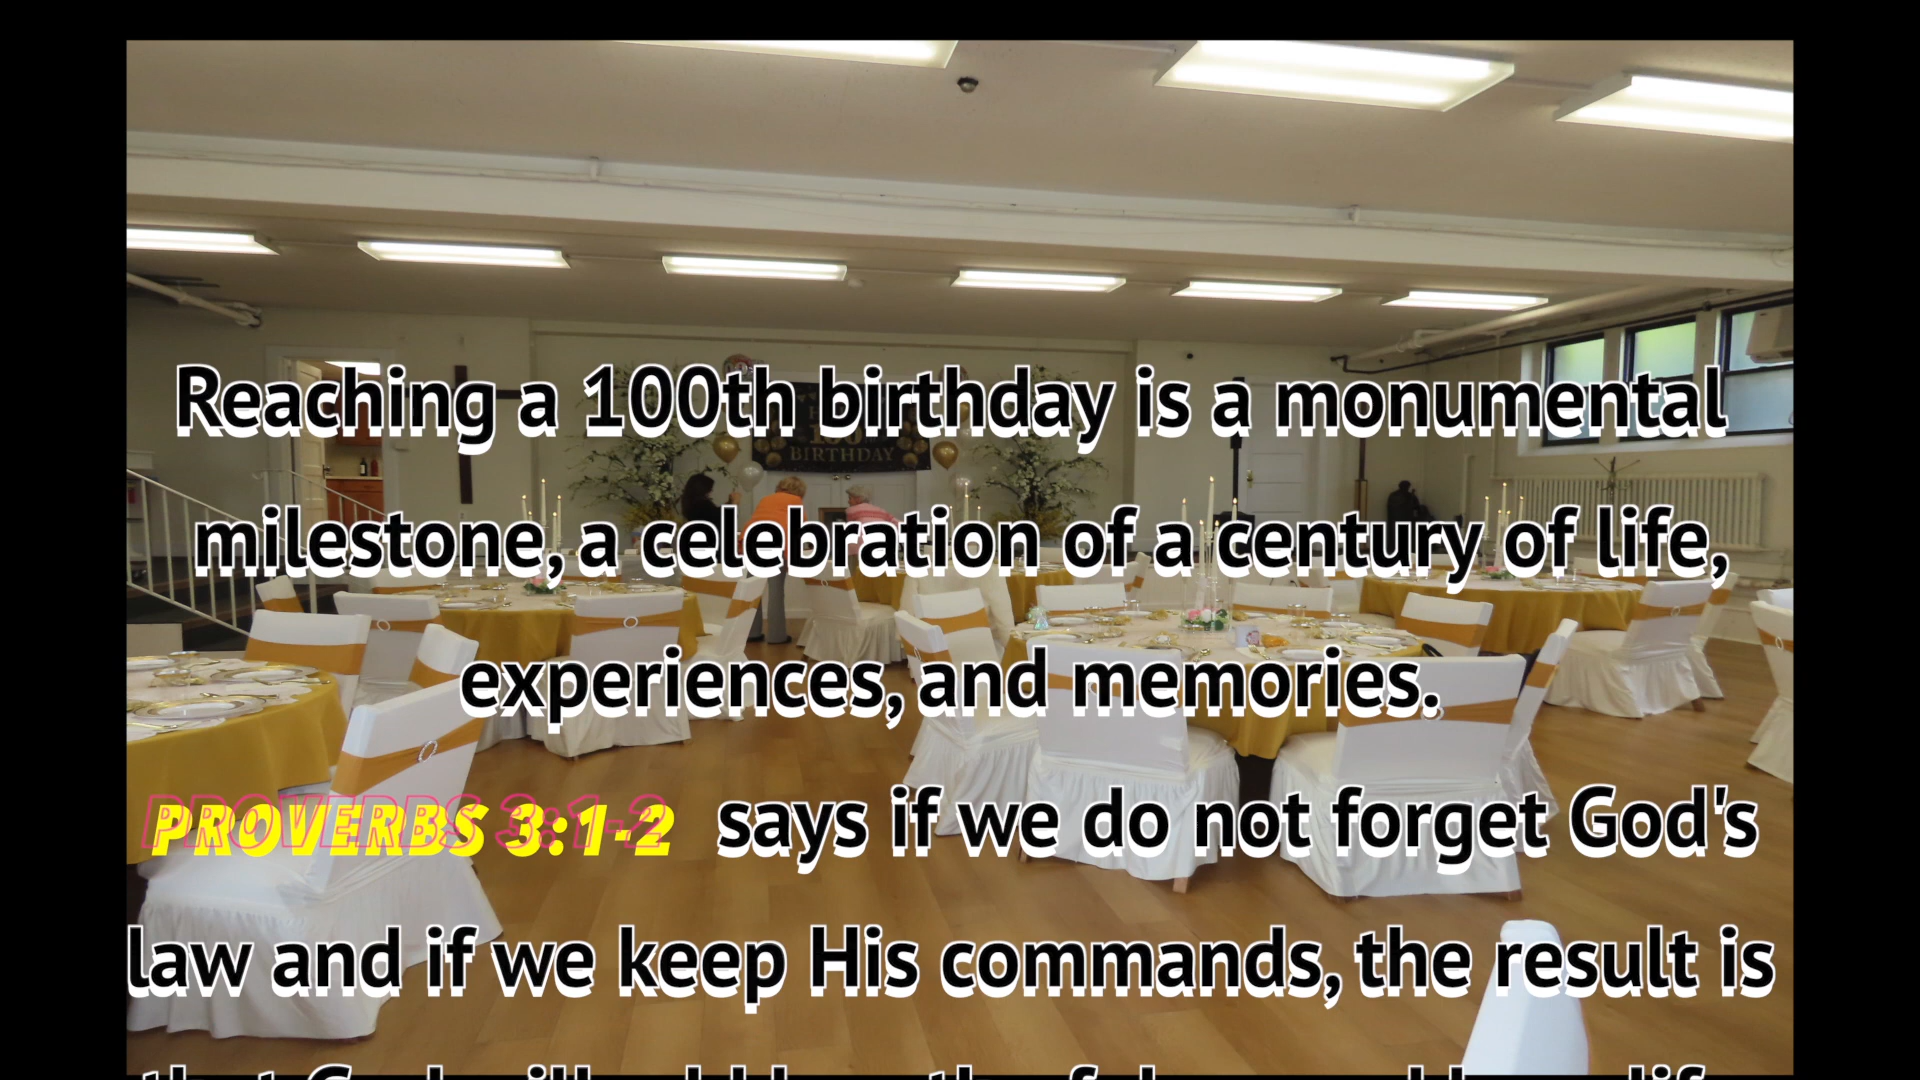 Reaching a 100th birthday is a monumental
BIRTHDAY
milestone, a celebration of a century of life,
experiences, and memories.
PROVERBS 3:1-2 says if we do not forget God's
law and if we keep His commands, the result is